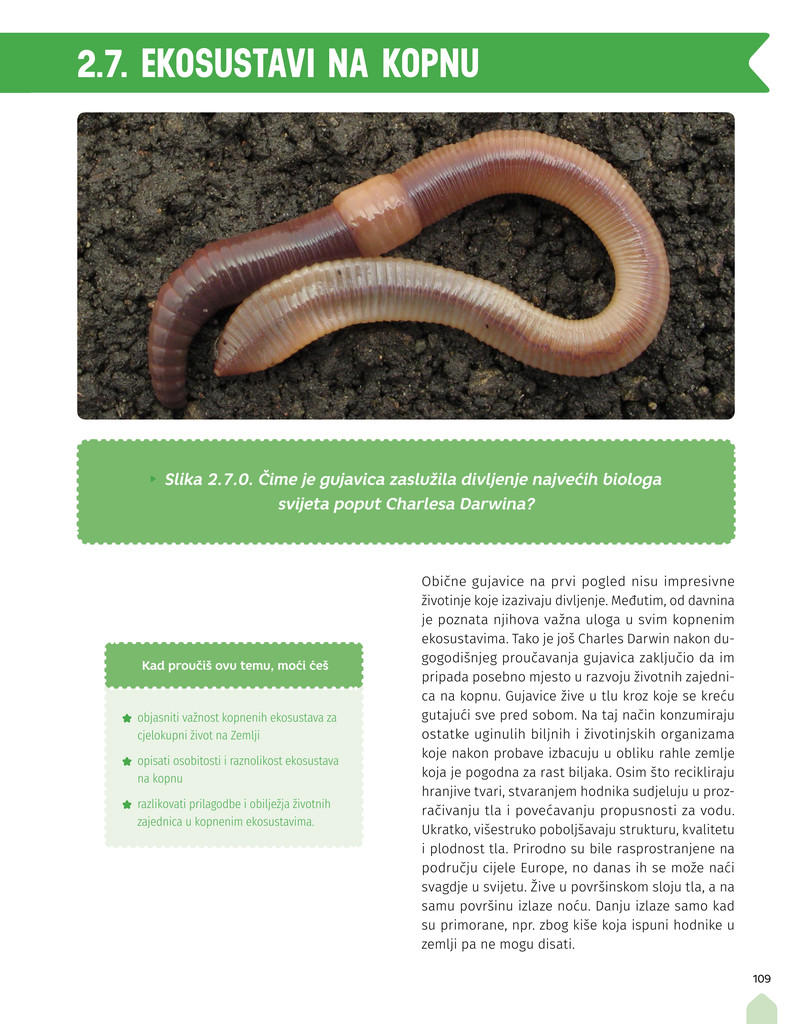 2.7. EKOSUSTAVI NA KOPNU
Slika 2.7.0. Čime je gujavica zaslužila divljenje najvećih biologa
svijeta poput Charlesa Darwina?
Kad proučiš ovu temu, moći ćeš
objasniti važnost kopnenih ekosustava za
cjelokupni život na Zemlji
opisati osobitosti i raznolikost ekosustava
na kopnu
razlikovati prilagodbe i obilježja životnih
zajednica u kopnenim ekosustavima.
Obične gujavice na prvi pogled nisu impresivne
životinje koje izazivaju divljenje. Međutim, od davnina
je poznata njihova važna uloga u svim kopnenim
ekosustavima. Tako je još Charles Darwin nakon du-
gogodišnjeg proučavanja gujavica zaključio da im
pripada posebno mjesto u razvoju životnih zajedni-
ca na kopnu. Gujavice žive u tlu kroz koje se kreću
gutajući sve pred sobom. Na taj način konzumiraju
ostatke uginulih biljnih i životinjskih organizama
koje nakon probave izbacuju u obliku rahle zemlje
koja je pogodna za rast biljaka. Osim što recikliraju
hranjive tvari, stvaranjem hodnika sudjeluju u proz-
račivanju tla i povećavanju propusnosti za vodu.
Ukratko, višestruko poboljšavaju strukturu, kvalitetu
i plodnost tla. Prirodno su bile rasprostranjene na
području cijele Europe, no danas ih se može naći
svagdje u svijetu. Žive u površinskom sloju tla, a na
samu površinu izlaze noću. Danju izlaze samo kad
su primorane, npr. zbog kiše koja ispuni hodnike u
zemlji pa ne mogu disati.
109